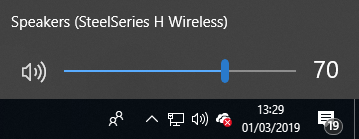 Speakers (SteelSeries H Wireless)
70
13:29
01/03/2019
19